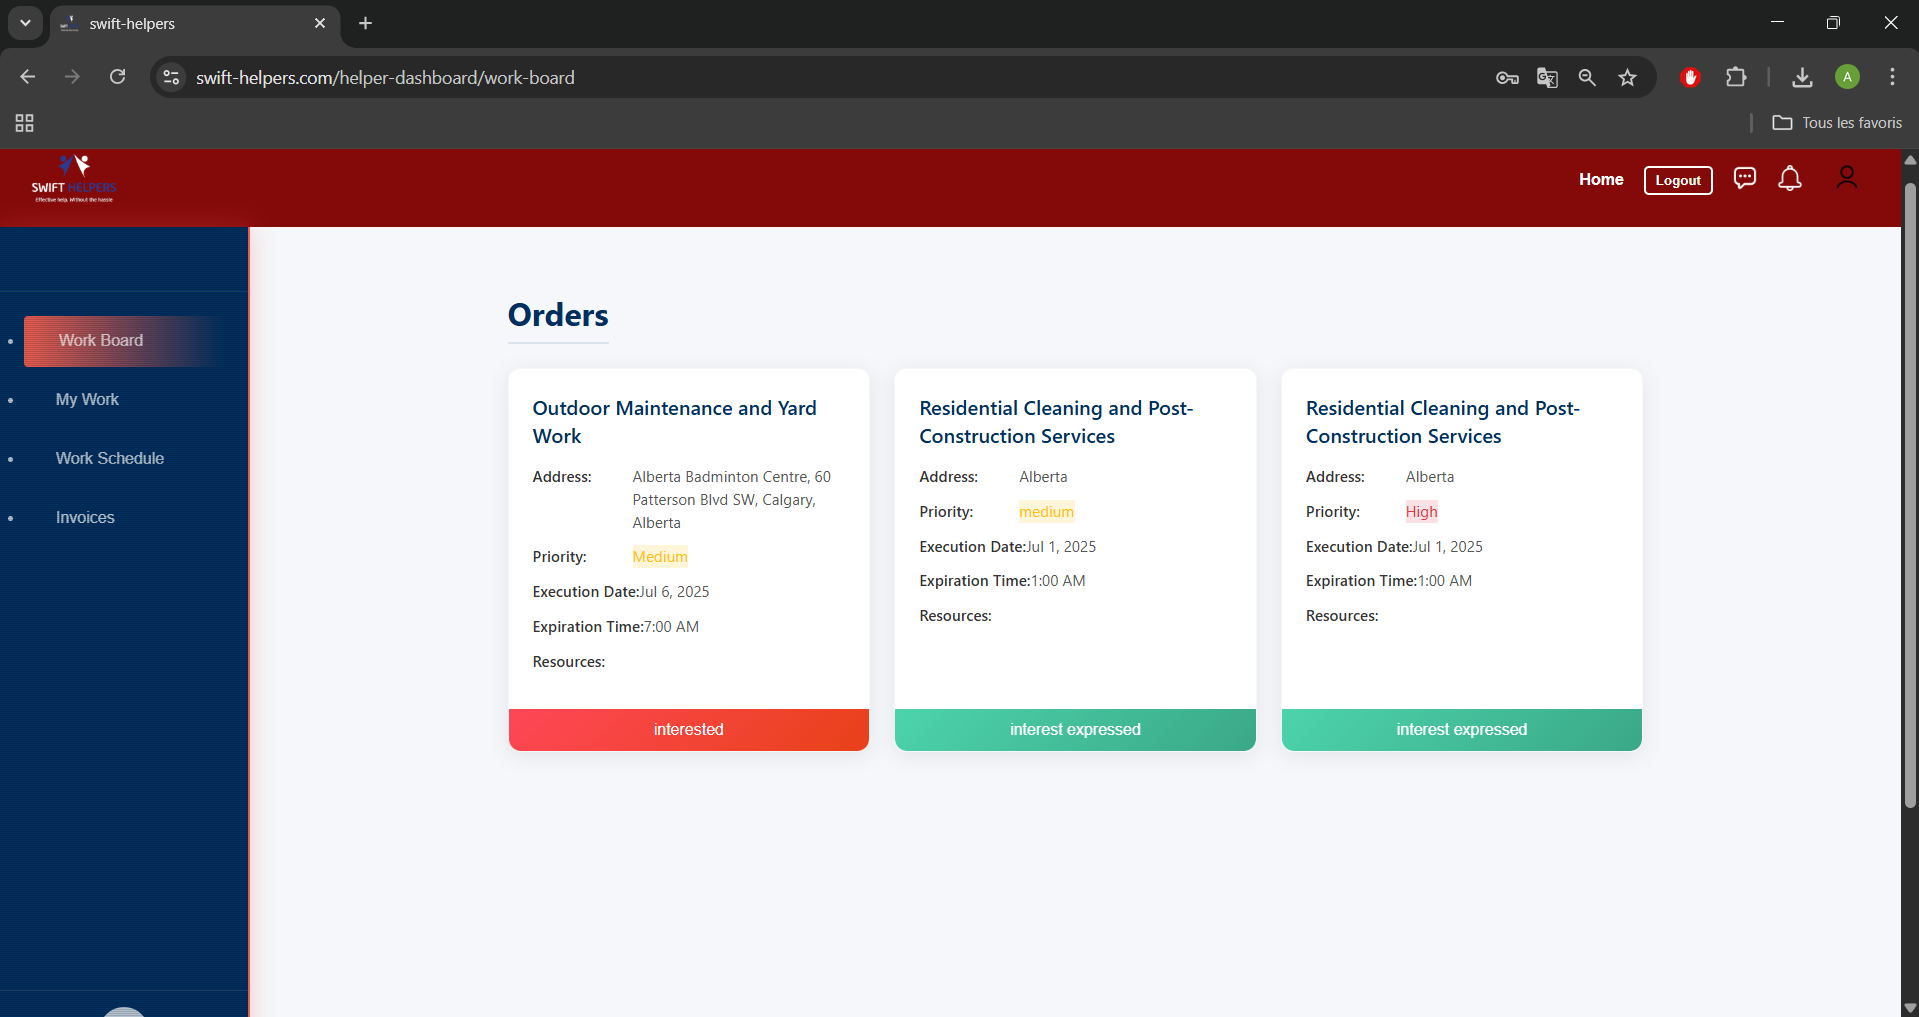 swift-helpers
swift-helpers.com/helper-dashboard/work-board
A
Tous les favoris
SWIFT HELPERS
Effective help. Without the hassle
Home
Logout
Work Board
My Work
Work Schedule
Invoices
Orders
Outdoor Maintenance and Yard
Work
Address: Alberta Badminton Centre, 60
Patterson Blvd SW, Calgary,
Alberta
Priority: Medium
Execution Date:Jul 6, 2025
Expiration Time:7:00 AM
Resources:
interested
Residential Cleaning and Post-
Construction Services
Address: Alberta
Priority: medium
Execution Date:Jul 1, 2025
Expiration Time:1:00 AM
Resources:
interest expressed
Residential Cleaning and Post-
Construction Services
Address: Alberta
Priority: High
Execution Date:Jul 1, 2025
Expiration Time:1:00 AM
Resources:
interest expressed